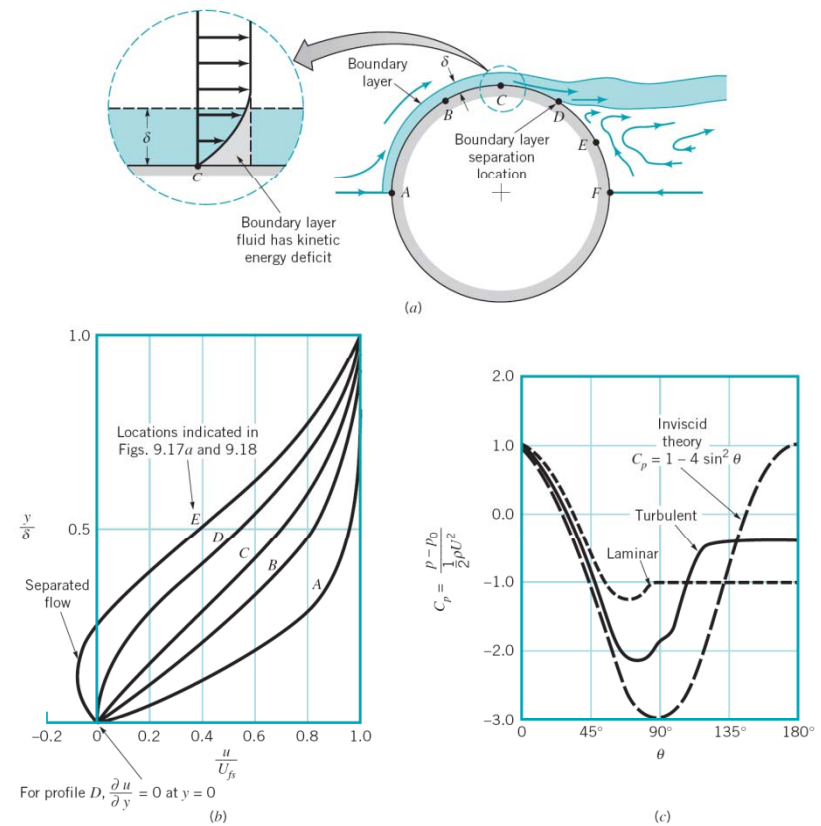 Boundary
layer
δ
δ
C
B
C
D
E
A
F
Boundary layer
separation
location
Boundary layer
fluid has kinetic
energy deficit
(a)
1.0
0.5
y
δ
Locations indicated in
Figs. 9.17a and 9.18
E
D
C
B
A
Separated
flow
−0.2
0
0.2
0.4
0.6
0.8
1.0
u
U_fs
For profile D, ∂u/∂y = 0 at y = 0
(b)
2.0
1.0
0.0
−1.0
−2.0
−3.0
C_p = (p − p_0) / (1/2 ρU²)
Inviscid
theory
C_p = 1 − 4 sin² θ
Turbulent
Laminar
0
45°
90°
135°
180°
θ
(c)